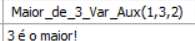 Maior_de_3_Var_Aux(1,3,2)
3 é o maior!